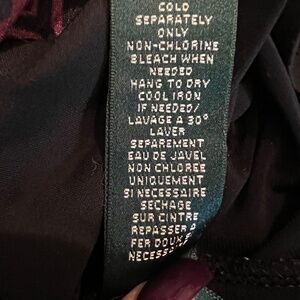 COLD
SEPARATELY
ONLY
NON-CHLORINE
BLEACH WHEN
NEEDED
HANG TO DRY
COOL IRON
IF NEEDED/
LAVAGE A 30°
LAVER
SEPAREMENT
EAU DE JAVEL
NON CHLOREE
UNIQUEMENT
SI NECESSAIRE
SECHAGE
SUR CINTRE
REPASSER A
FER DOUX